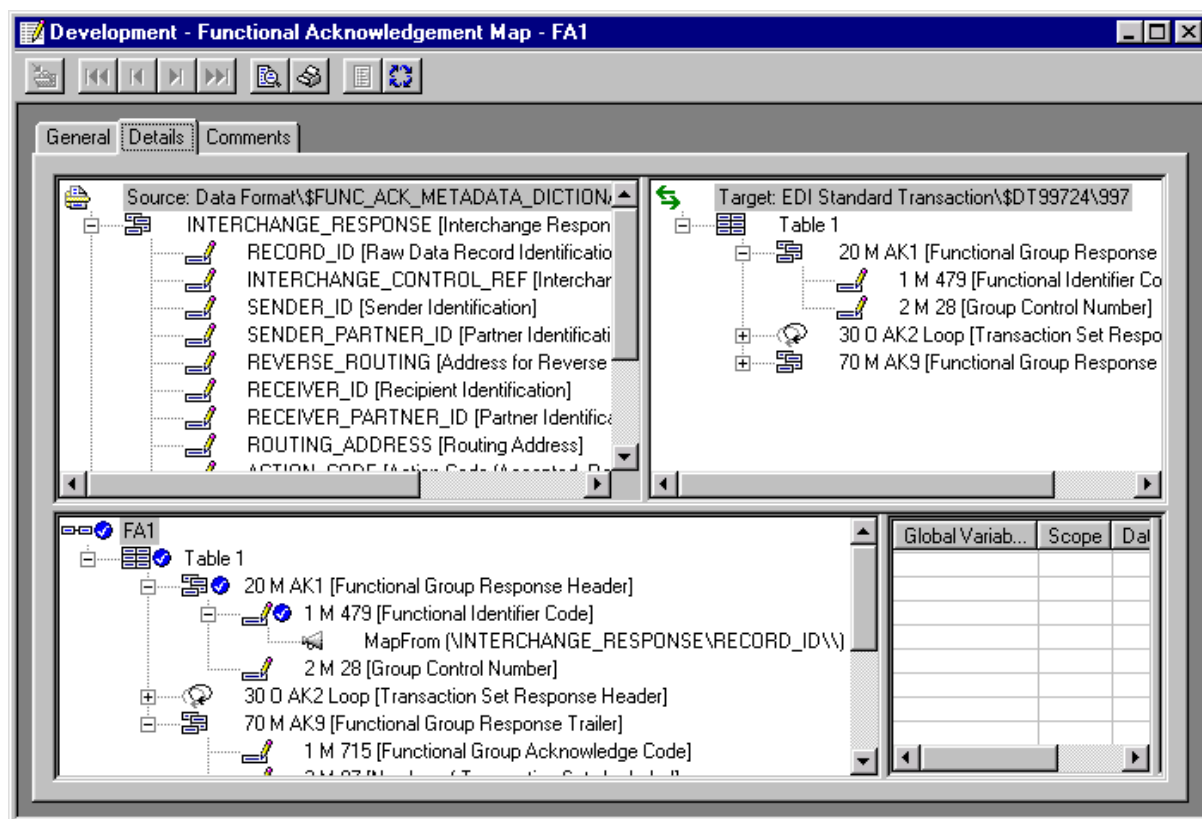 Development - Functional Acknowledgement Map - FA1
General Details Comments
Source: Data Format\$FUNC_ACK_METADATA_DICTION
INTERCHANGE_RESPONSE [Interchange Respon
RECORD_ID [Raw Data Record Identificatio
INTERCHANGE_CONTROL_REF [Interchar
SENDER_ID [Sender Identification]
SENDER_PARTNER_ID [Partner Identificati
REVERSE_ROUTING [Address for Reverse
RECEIVER_ID [Recipient Identification]
RECEIVER_PARTNER_ID [Partner Identifica
ROUTING_ADDRESS [Routing Address]
Target: EDI Standard Transaction\$DT99724\997
Table 1
20 M AK1 [Functional Group Response
1 M 479 [Functional Identifier Co
2 M 28 [Group Control Number]
30 O AK2 Loop [Transaction Set Respo
70 M AK9 [Functional Group Response
FA1
Table 1
20 M AK1 [Functional Group Response Header]
1 M 479 [Functional Identifier Code]
MapFrom (\INTERCHANGE_RESPONSE\RECORD_ID\\)
2 M 28 [Group Control Number]
30 O AK2 Loop [Transaction Set Response Header]
70 M AK9 [Functional Group Response Trailer]
1 M 715 [Functional Group Acknowledge Code]
Global Variab... Scope Dat